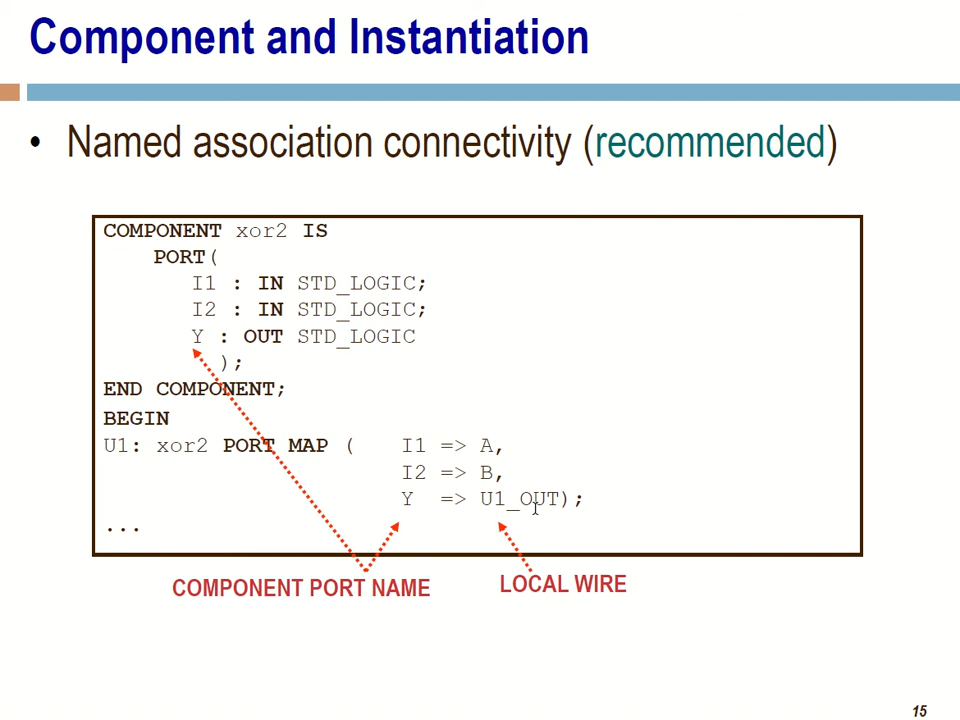 Component and Instantiation
• Named association connectivity (recommended)
COMPONENT xor2 IS
PORT(
I1 : IN STD_LOGIC;
I2 : IN STD_LOGIC;
Y : OUT STD_LOGIC
);
END COMPONENT;
BEGIN
U1: xor2 PORT MAP ( I1 => A,
I2 => B,
Y => U1_OUT);
...
COMPONENT PORT NAME
LOCAL WIRE
15